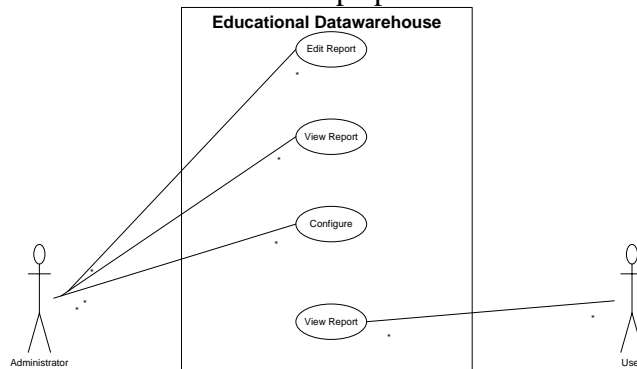 Educational Datawarehouse
Edit Report
*
View Report
*
Configure
*
*
*
*
View Report
*
*
Administrator
Use